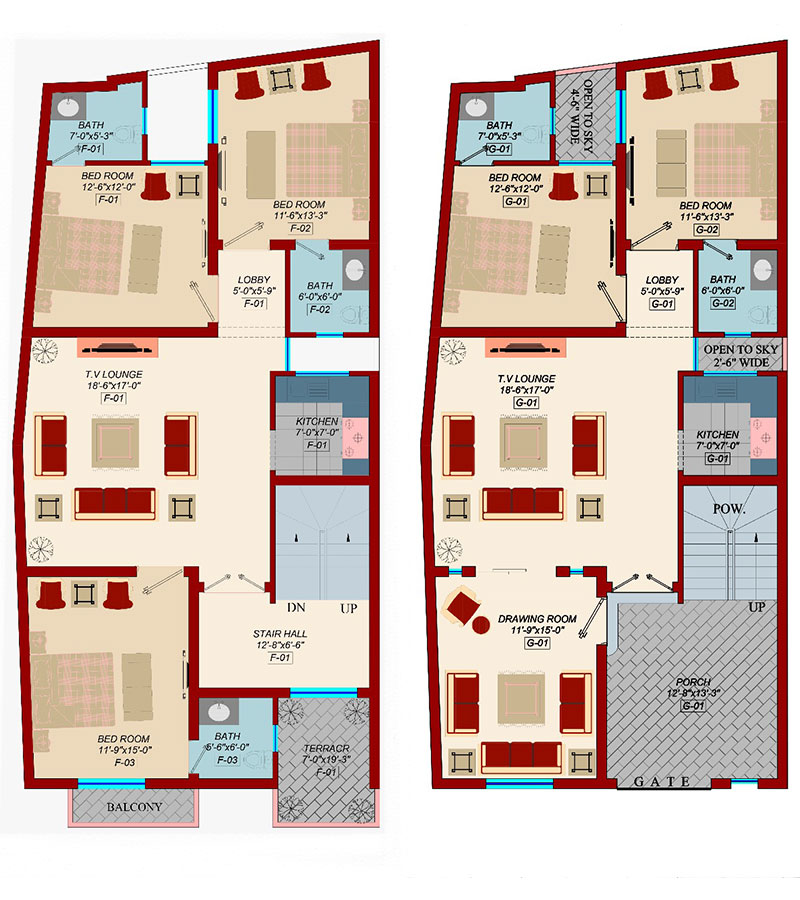 BATH
7'-0"x5'-3"
F-01
BED ROOM
12'-6"x12'-0"
F-01
BED ROOM
11'-6"x13'-3"
F-02
LOBBY
5'-0"x5'-9"
F-01
BATH
6'-0"x6'-0"
F-02
T.V LOUNGE
18'-6"x17'-0"
F-01
KITCHEN
7'-0"x7'-0"
F-01
DN
UP
STAIR HALL
12'-8"x6'-6"
F-01
BED ROOM
11'-9"x15'-0"
F-03
BATH
5'-6"x6'-0"
F-03
TERRACR
7'-0"x19'-3"
F-01
BALCONY
BATH
7'-0"x5'-3"
G-01
OPEN TO SKY
4'-6" WIDE
BED ROOM
12'-6"x12'-0"
G-01
BED ROOM
11'-6"x13'-3"
G-02
LOBBY
5'-0"x5'-9"
G-01
BATH
6'-0"x6'-0"
G-02
OPEN TO SKY
2'-6" WIDE
T.V LOUNGE
18'-6"x17'-0"
G-01
KITCHEN
7'-0"x7'-0"
G-01
POW.
UP
DRAWING ROOM
11'-9"x15'-0"
G-01
PORCH
12'-8"x13'-3"
G-01
GATE